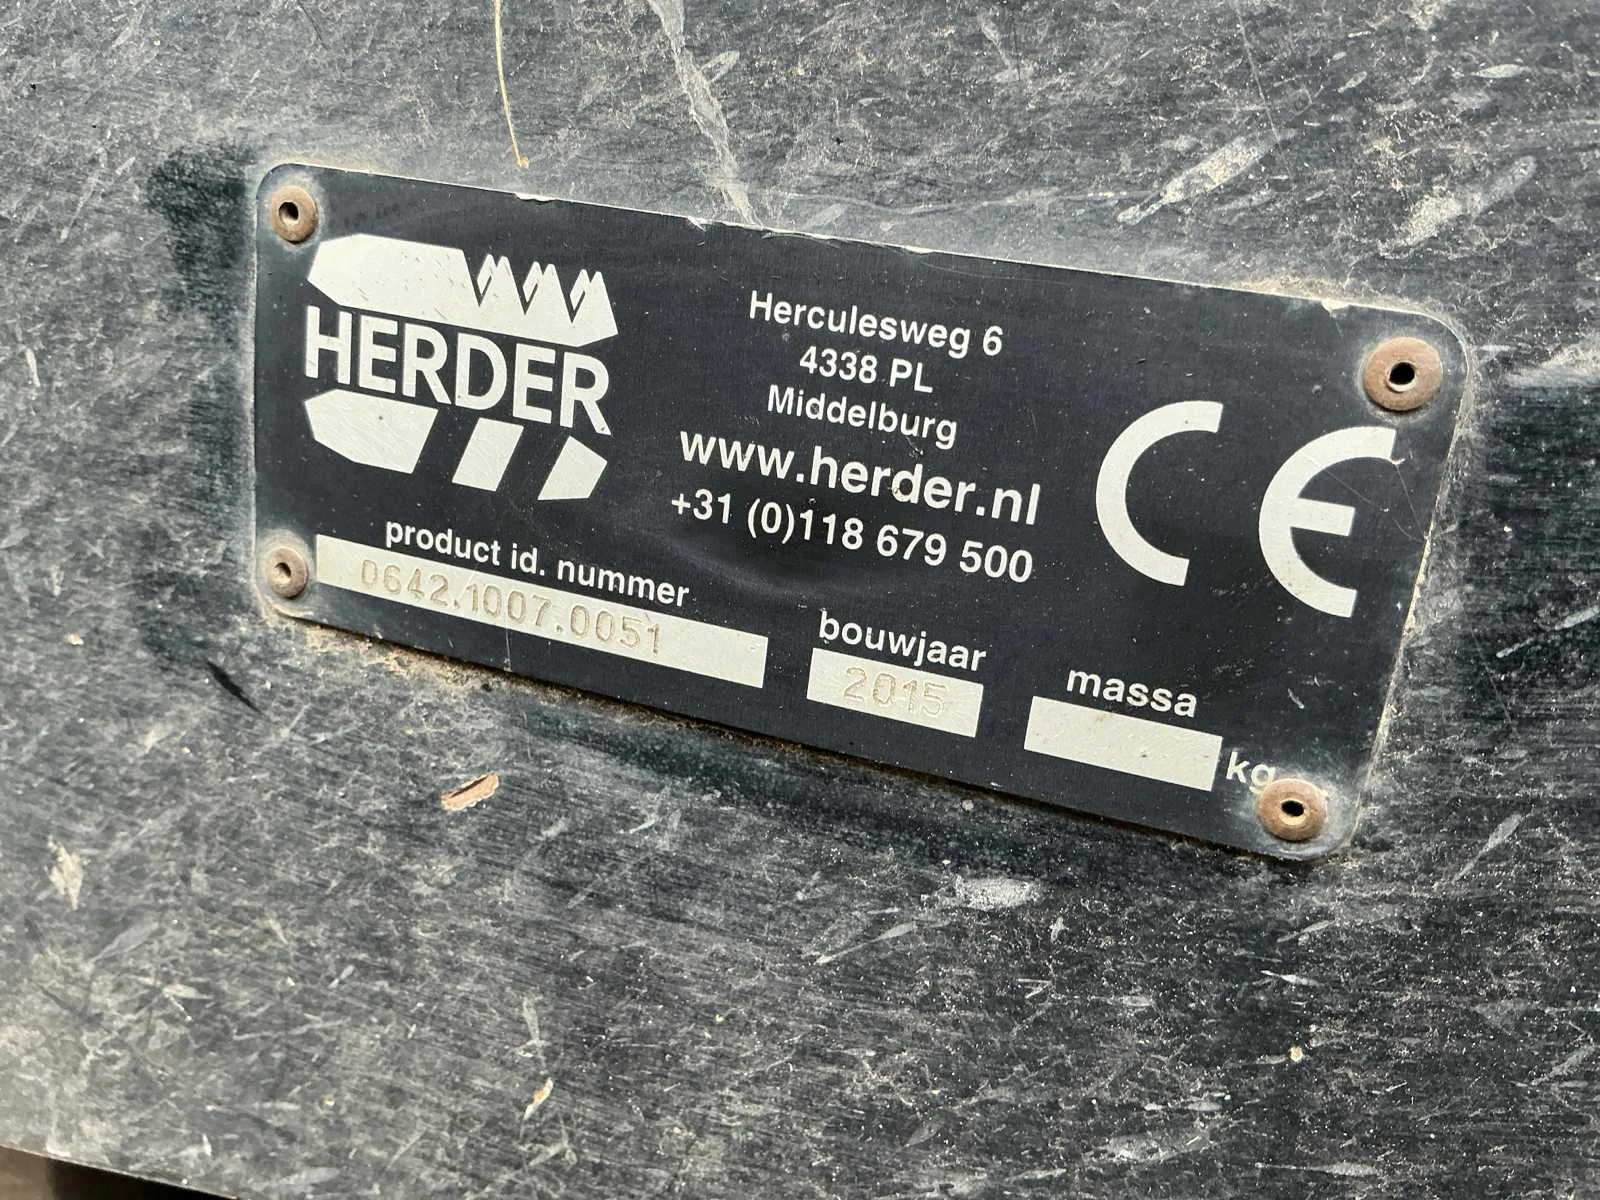 HERDER
Herculesweg 6
4338 PL
Middelburg
www.herder.nl
+31 (0)118 679 500
CE
product id. nummer
0642.1007.0051
bouwjaar
2015
massa
kg